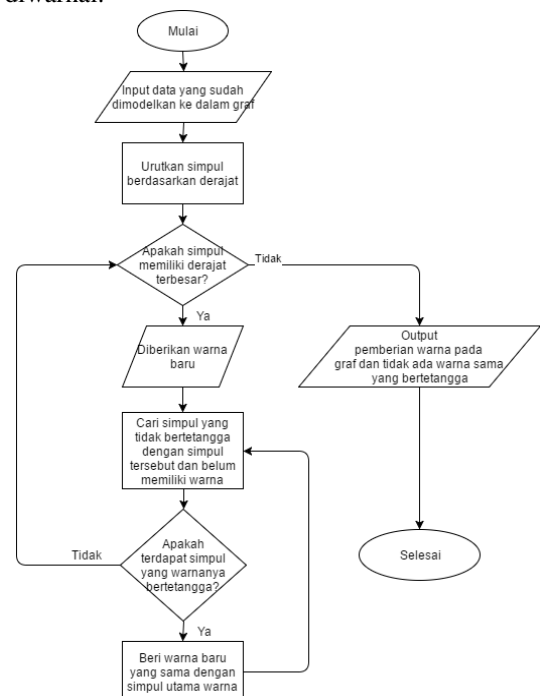 Mulai
Input data yang sudah
dimodelkan ke dalam graf
Urutkan simpul
berdasarkan derajat
Apakah simpul
memiliki derajat
terbesar?
Tidak
Ya
Diberikan warna
baru
Output
pemberian warna pada
graf dan tidak ada warna sama
yang bertetangga
Cari simpul yang
tidak bertetangga
dengan simpul
tersebut dan belum
memiliki warna
Apakah
terdapat simpul
yang warnanya
bertetangga?
Tidak
Selesai
Ya
Beri warna baru
yang sama dengan
simpul utama warna